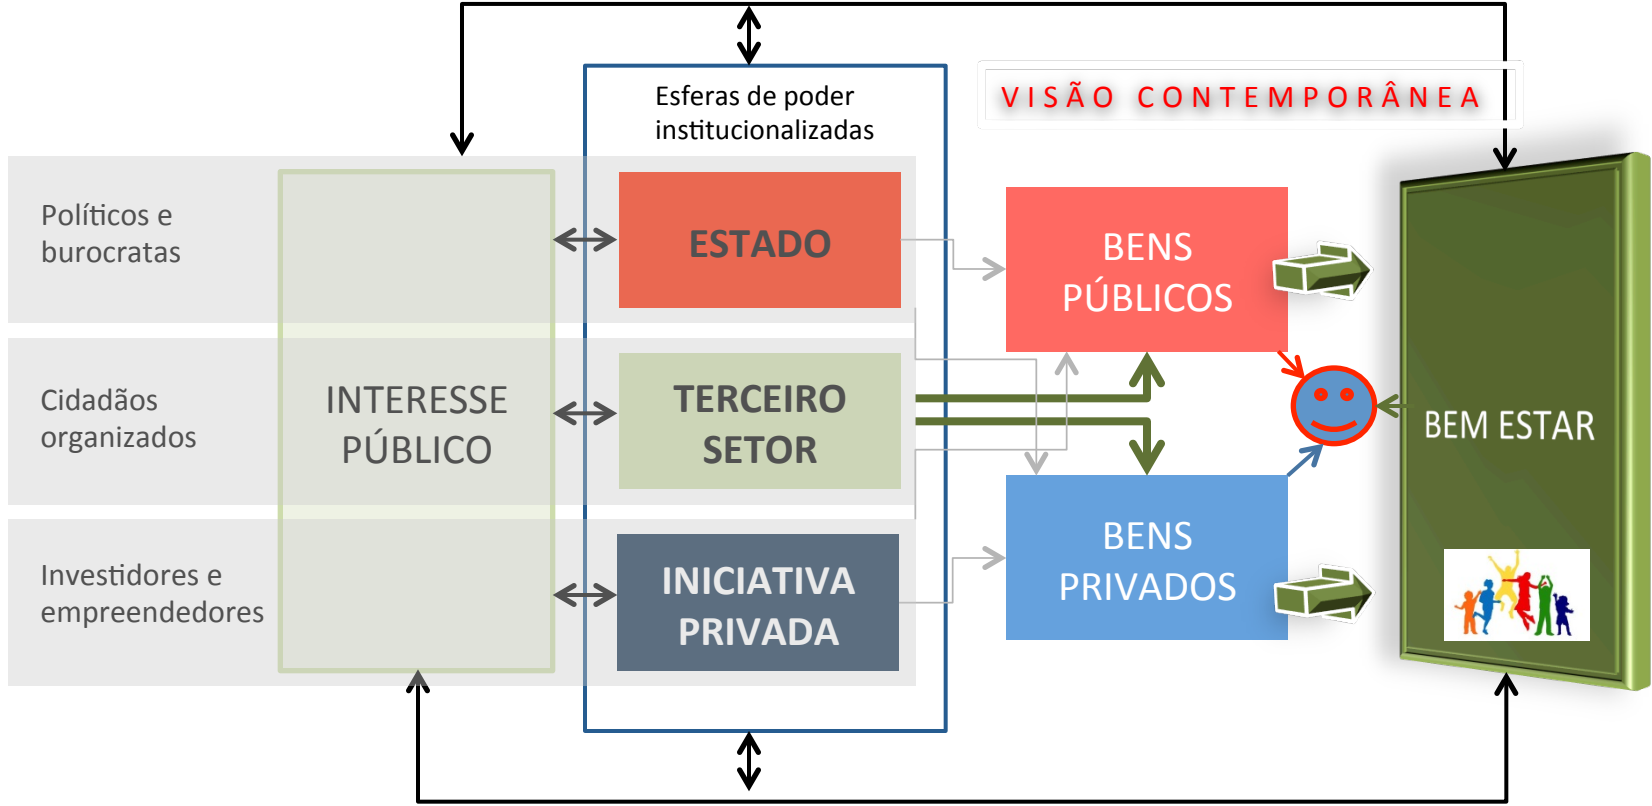 Esferas de poder
institucionalizadas
VISÃO CONTEMPORÂNEA
Políticos e
burocratas
ESTADO
BENS
PÚBLICOS
Cidadãos
organizados
INTERESSE
PÚBLICO
TERCEIRO
SETOR
BEM ESTAR
Investidores e
empreendedores
INICIATIVA
PRIVADA
BENS
PRIVADOS